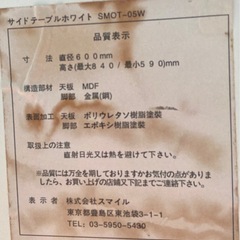 サイドテーブルホワイト SMOT-05W
品質表示
寸 法 直径600mm
高さ(最大840/最小590)mm
構造部材 天板 MDF
脚部 金属(鋼)
表面加工 天板 ポリウレタン樹脂塗装
脚部 エポキシ樹脂塗装
取扱上の注意
直射日光又は熱を避けて下さい。
品質には万全を期しておりますかお気付の点がありまし
たら、お買い上げの店舗又下記までご連絡ください。
表示者 株式会社スマイル
東京都豊島区東池袋3-1-1
TEL 03-5950-5430